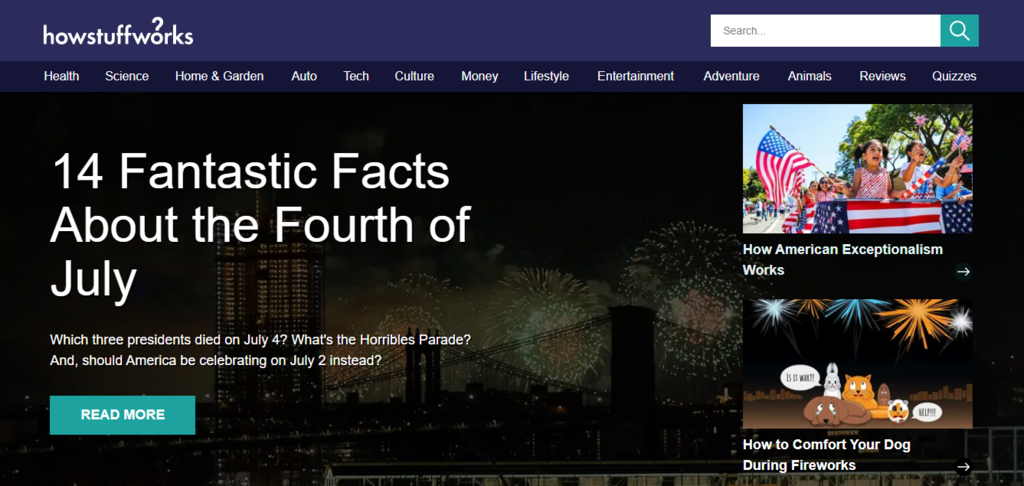 howstuffworks
Search...
Health Science Home & Garden Auto Tech Culture Money Lifestyle Entertainment Adventure Animals Reviews Quizzes
14 Fantastic Facts
About the Fourth of
July
Which three presidents died on July 4? What's the Horribles Parade?
And, should America be celebrating on July 2 instead?
READ MORE
How American Exceptionalism
Works
IS IT WAR?!
HELP!!!
How to Comfort Your Dog
During Fireworks